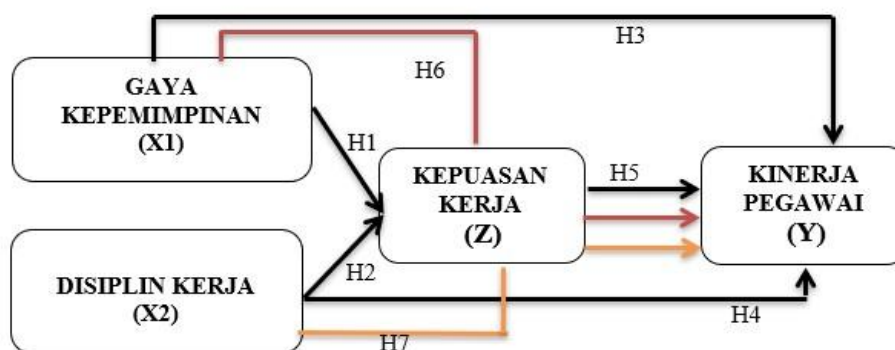 H3
H6
GAYA
KEPEMIMPINAN
(X1)
H1
KEPUASAN
KERJA
(Z)
H5
KINERJA
PEGAWAI
(Y)
H2
DISIPLIN KERJA
(X2)
H4
H7